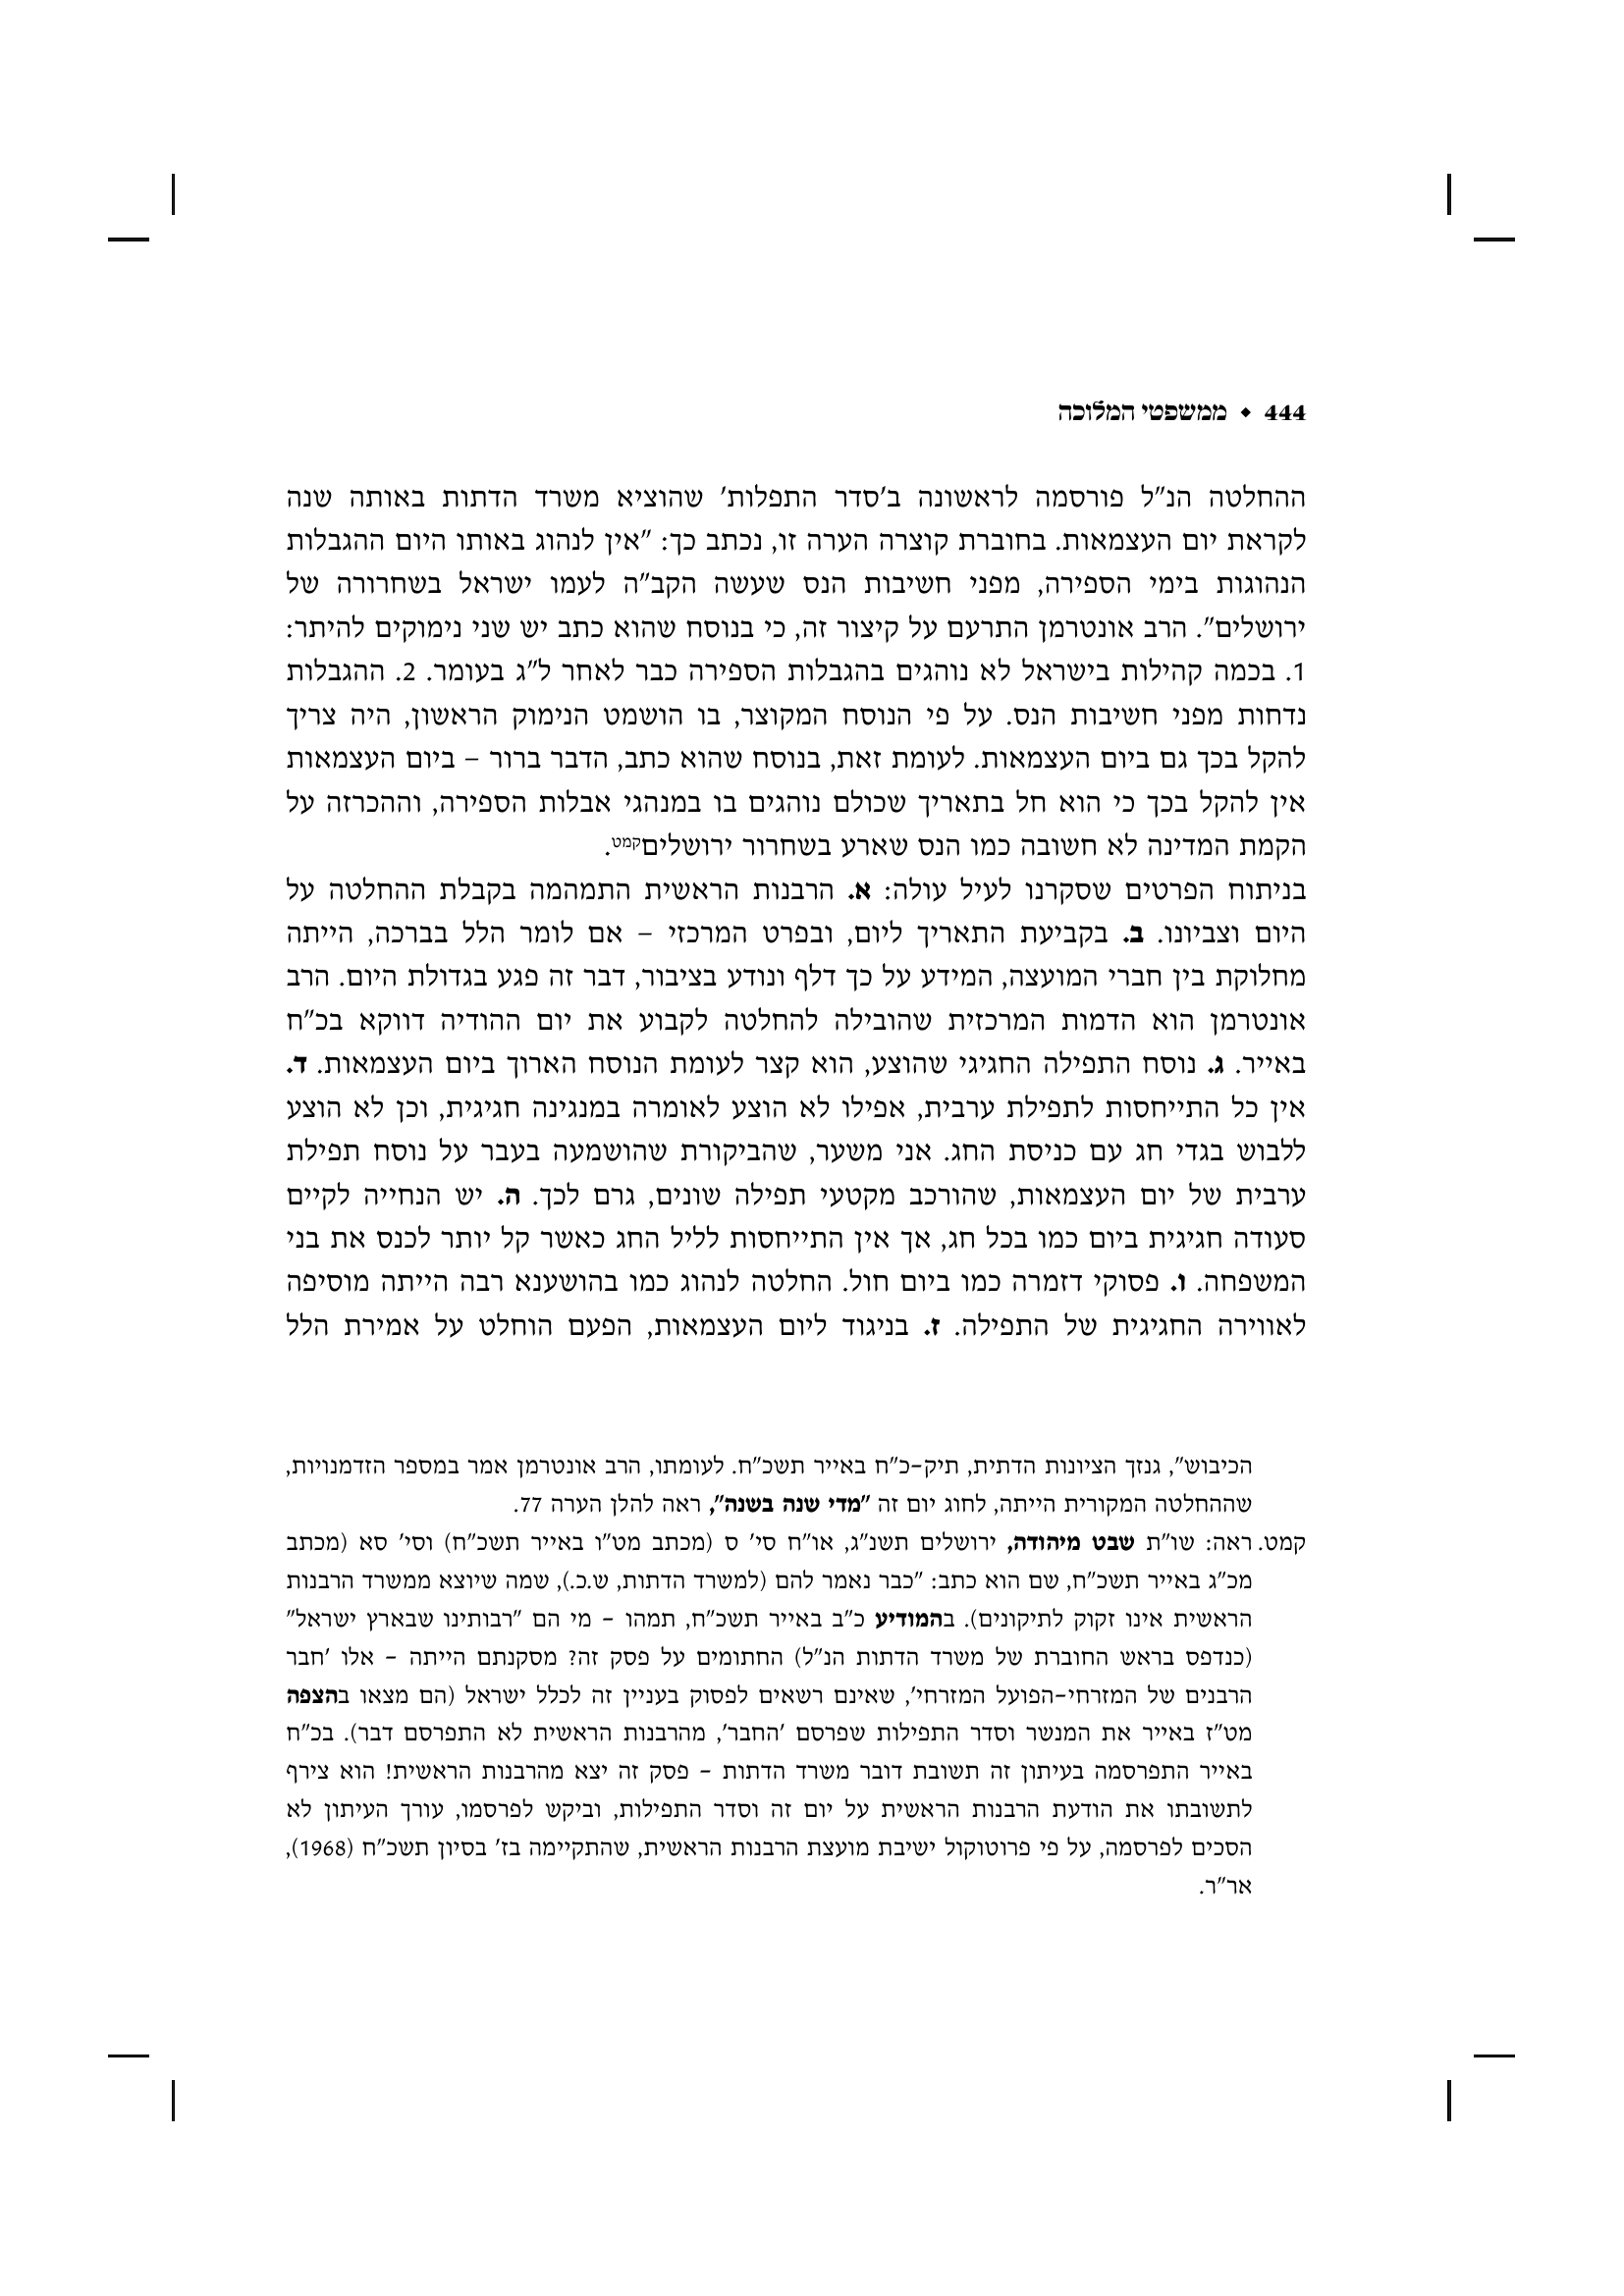 444 ◆ ממשפטי המלוכה
ההחלטה הנ"ל פורסמה לראשונה ב'סדר התפלות' שהוציא משרד הדתות באותה שנה
לקראת יום העצמאות. בחוברת קוצרה הערה זו, נכתב כך: "אין לנהוג באותו היום ההגבלות
הנהוגות בימי הספירה, מפני חשיבות הנס שעשה הקב"ה לעמו ישראל בשחרורה של
ירושלים". הרב אונטרמן התרעם על קיצור זה, כי בנוסח שהוא כתב יש שני נימוקים להיתר:
1. בכמה קהילות בישראל לא נוהגים בהגבלות הספירה כבר לאחר ל"ג בעומר. 2. ההגבלות
נדחות מפני חשיבות הנס. על פי הנוסח המקוצר, בו הושמט הנימוק הראשון, היה צריך
להקל בכך גם ביום העצמאות. לעומת זאת, בנוסח שהוא כתב, הדבר ברור – ביום העצמאות
אין להקל בכך כי הוא חל בתאריך שכולם נוהגים בו במנהגי אבלות הספירה, וההכרזה על
הקמת המדינה לא חשובה כמו הנס שארע בשחרור ירושליםקמט.
בניתוח הפרטים שסקרנו לעיל עולה: א. הרבנות הראשית התמהמה בקבלת ההחלטה על
היום וצביונו. ב. בקביעת התאריך ליום, ובפרט המרכזי – אם לומר הלל בברכה, הייתה
מחלוקת בין חברי המועצה, המידע על כך דלף ונודע בציבור, דבר זה פגע בגדולת היום. הרב
אונטרמן הוא הדמות המרכזית שהובילה להחלטה לקבוע את יום ההודיה דווקא בכ"ח
באייר. ג. נוסח התפילה החגיגי שהוצע, הוא קצר לעומת הנוסח הארוך ביום העצמאות. ד.
אין כל התייחסות לתפילת ערבית, אפילו לא הוצע לאומרה במנגינה חגיגית, וכן לא הוצע
ללבוש בגדי חג עם כניסת החג. אני משער, שהביקורת שהושמעה בעבר על נוסח תפילת
ערבית של יום העצמאות, שהורכב מקטעי תפילה שונים, גרם לכך. ה. יש הנחייה לקיים
סעודה חגיגית ביום כמו בכל חג, אך אין התייחסות לליל החג כאשר קל יותר לכנס את בני
המשפחה. ו. פסוקי דזמרה כמו ביום חול. החלטה לנהוג כמו בהושענא רבה הייתה מוסיפה
לאווירה החגיגית של התפילה. ז. בניגוד ליום העצמאות, הפעם הוחלט על אמירת הלל
הכיבוש", גנזך הציונות הדתית, תיק-כ"ח באייר תשכ"ח. לעומתו, הרב אונטרמן אמר במספר הזדמנויות,
שההחלטה המקורית הייתה, לחוג יום זה "מדי שנה בשנה", ראה להלן הערה 77.
קמט. ראה: שו"ת שבט מיהודה, ירושלים תשנ"ג, או"ח סי' ס (מכתב מט"ו באייר תשכ"ח) וסי' סא (מכתב
מכ"ג באייר תשכ"ח, שם הוא כתב: "כבר נאמר להם (למשרד הדתות, ש.כ.), שמה שיוצא ממשרד הרבנות
הראשית אינו זקוק לתיקונים). בהמודיע כ"ב באייר תשכ"ח, תמהו - מי הם "רבותינו שבארץ ישראל"
(כנדפס בראש החוברת של משרד הדתות הנ"ל) החתומים על פסק זה? מסקנתם הייתה - אלו 'חבר
הרבנים של המזרחי-הפועל המזרחי', שאינם רשאים לפסוק בעניין זה לכלל ישראל (הם מצאו בהצפה
מט"ז באייר את המנשר וסדר התפילות שפרסם 'החבר', מהרבנות הראשית לא התפרסם דבר). בכ"ח
באייר התפרסמה בעיתון זה תשובת דובר משרד הדתות - פסק זה יצא מהרבנות הראשית! הוא צירף
לתשובתו את הודעת הרבנות הראשית על יום זה וסדר התפילות, וביקש לפרסמו, עורך העיתון לא
הסכים לפרסמה, על פי פרוטוקול ישיבת מועצת הרבנות הראשית, שהתקיימה בז' בסיון תשכ"ח (1968),
אר"ר.